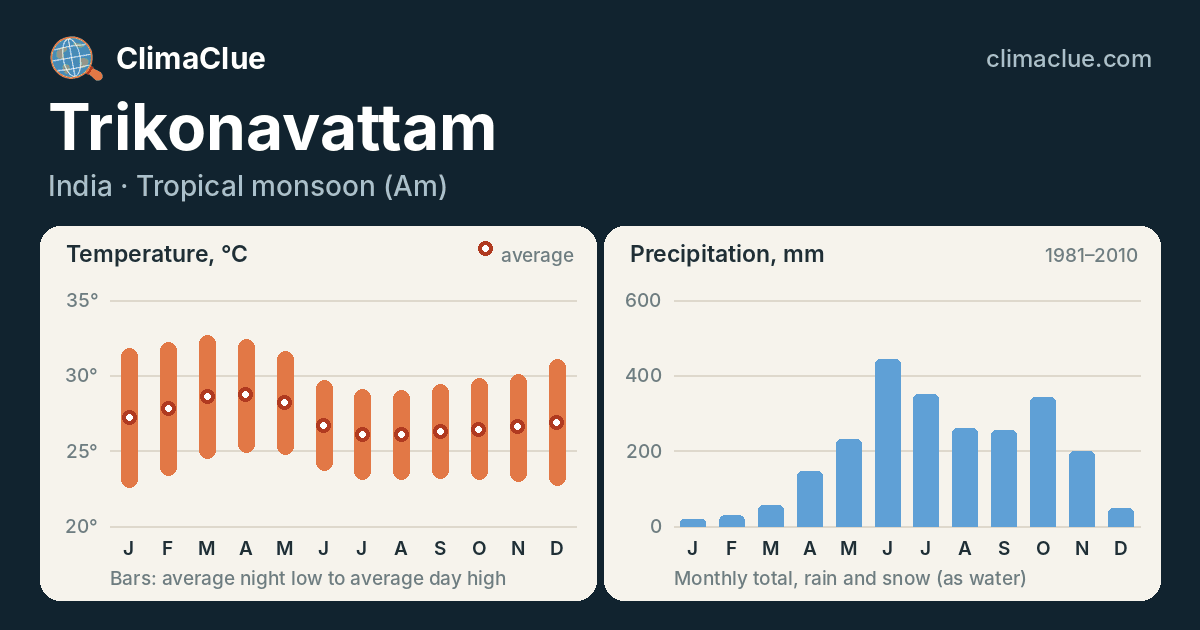 ClimaClue
climaclue.com
Trikonavattam
India · Tropical monsoon (Am)
Temperature, °C
average
35°
30°
25°
20°
J F M A M J J A S O N D
Bars: average night low to average day high
Precipitation, mm
1981–2010
600
400
200
0
J F M A M J J A S O N D
Monthly total, rain and snow (as water)